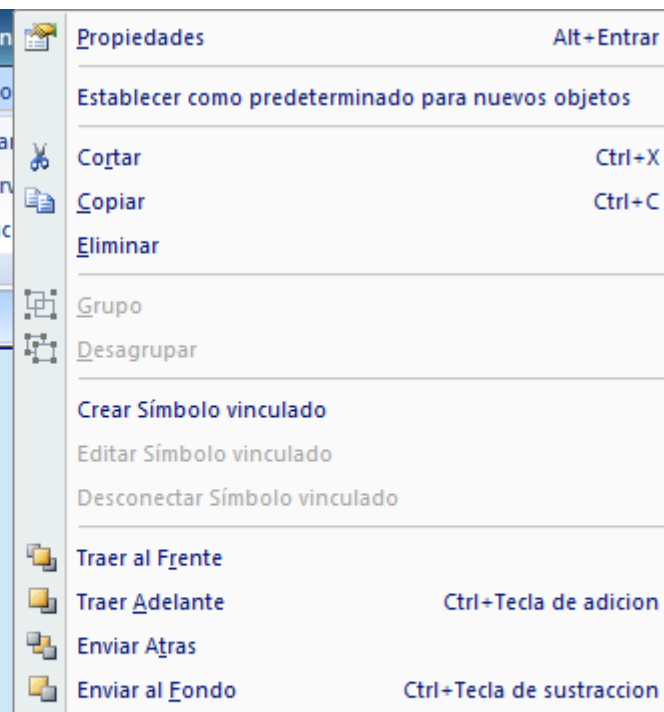 Propiedades Alt+Entrar
Establecer como predeterminado para nuevos objetos
Cortar Ctrl+X
Copiar Ctrl+C
Eliminar
Grupo
Desagrupar
Crear Símbolo vinculado
Editar Símbolo vinculado
Desconectar Símbolo vinculado
Traer al Frente
Traer Adelante Ctrl+Tecla de adicion
Enviar Atras
Enviar al Fondo Ctrl+Tecla de sustraccion